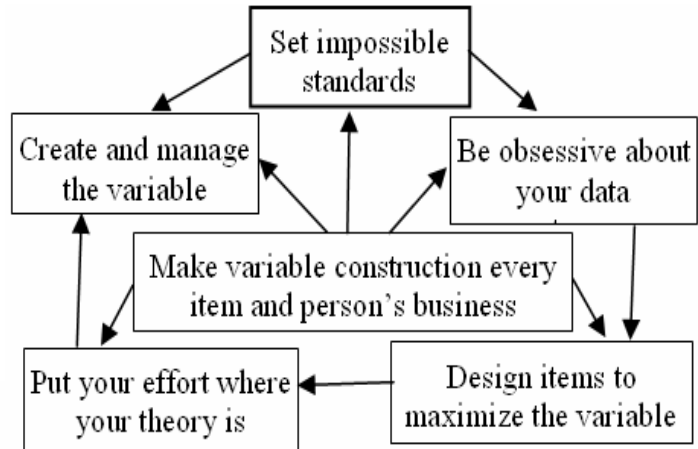 Set impossible
standards
Create and manage
the variable
Be obsessive about
your data
Make variable construction every
item and person's business
Put your effort where
your theory is
Design items to
maximize the variable